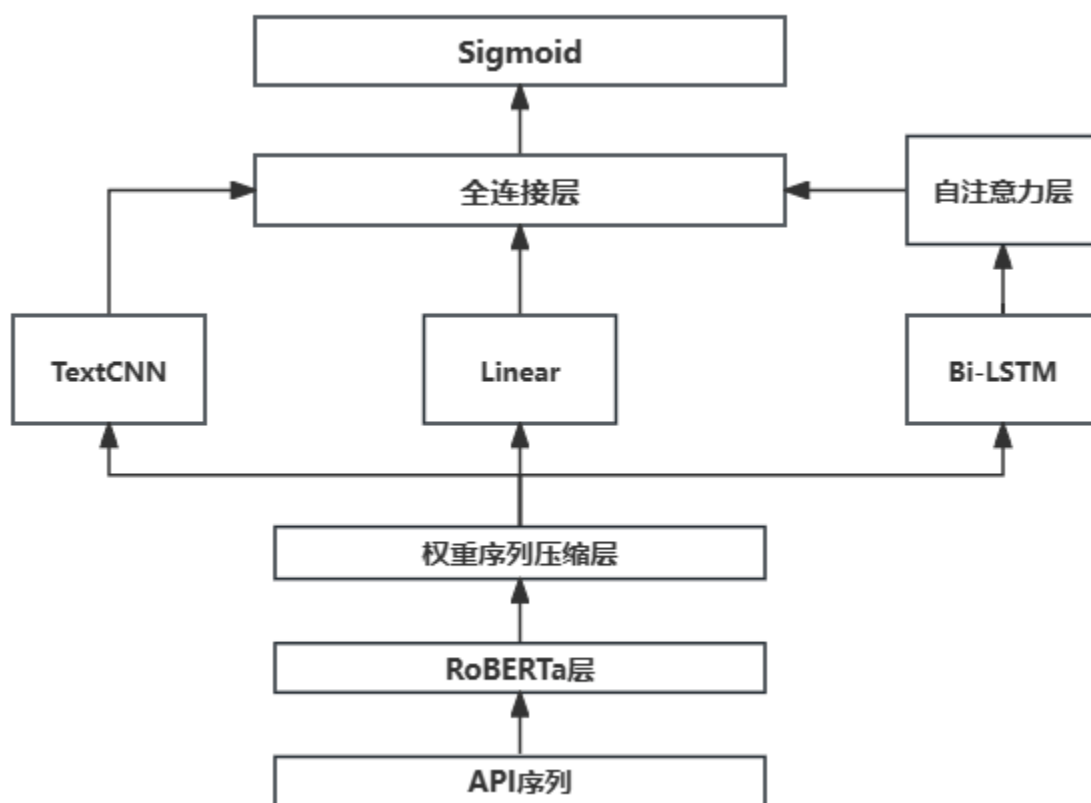 Sigmoid
全连接层
自注意力层
TextCNN
Linear
Bi-LSTM
权重序列压缩层
RoBERTa层
API序列